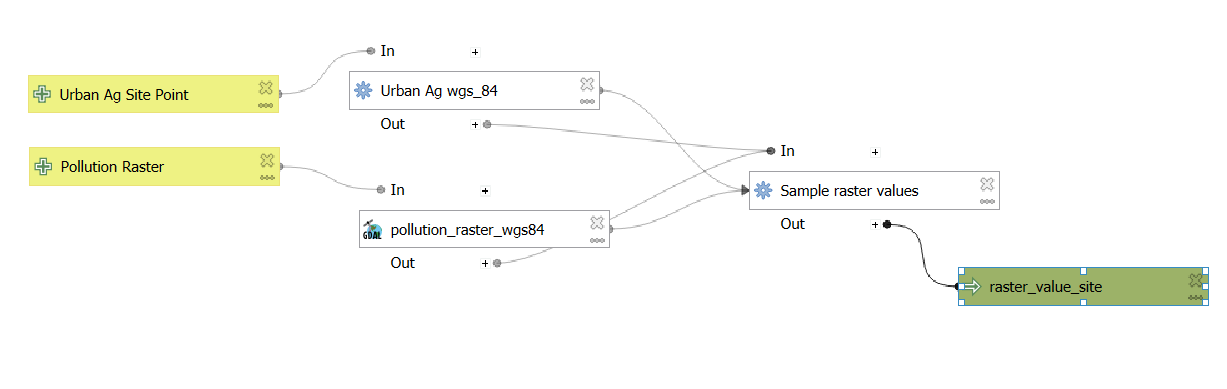 In +
Urban Ag Site Point
Urban Ag wgs_84
Out +
Pollution Raster
In +
In +
Sample raster values
GDAL pollution_raster_wgs84
Out +
Out +
raster_value_site